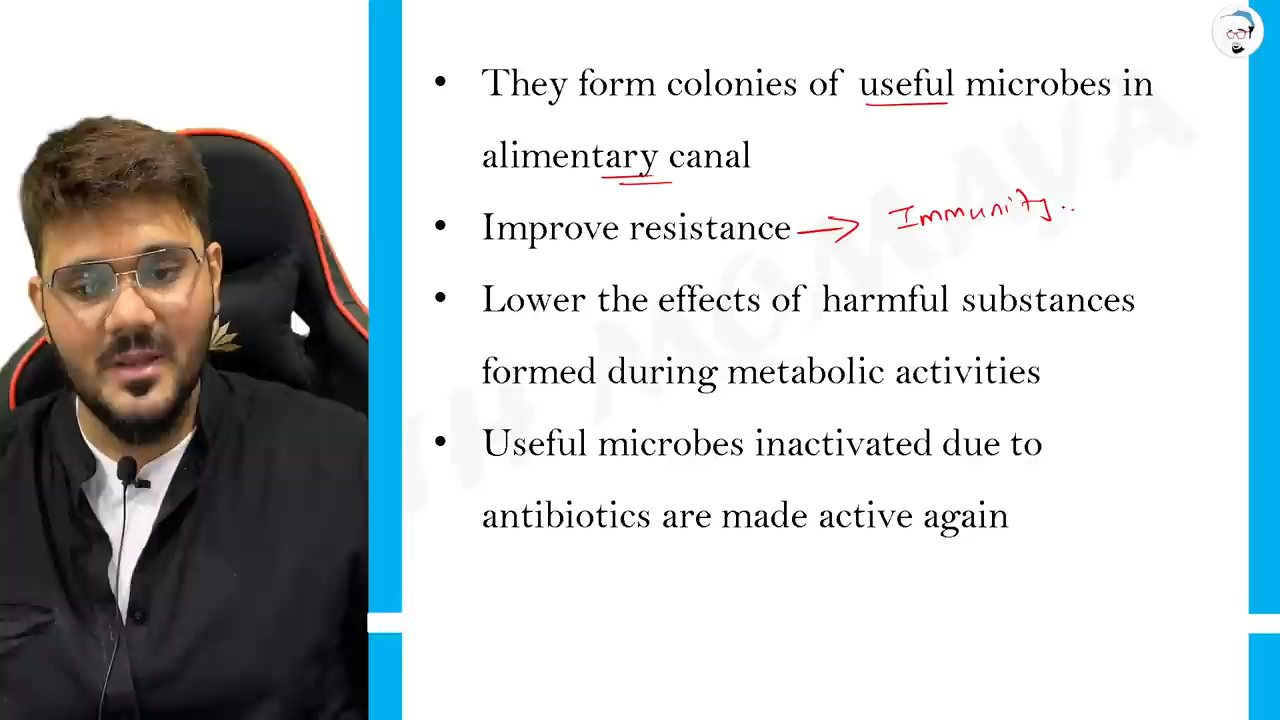 • They form colonies of useful microbes in
alimentary canal
• Improve resistance → Immunity..
• Lower the effects of harmful substances
formed during metabolic activities
• Useful microbes inactivated due to
antibiotics are made active again